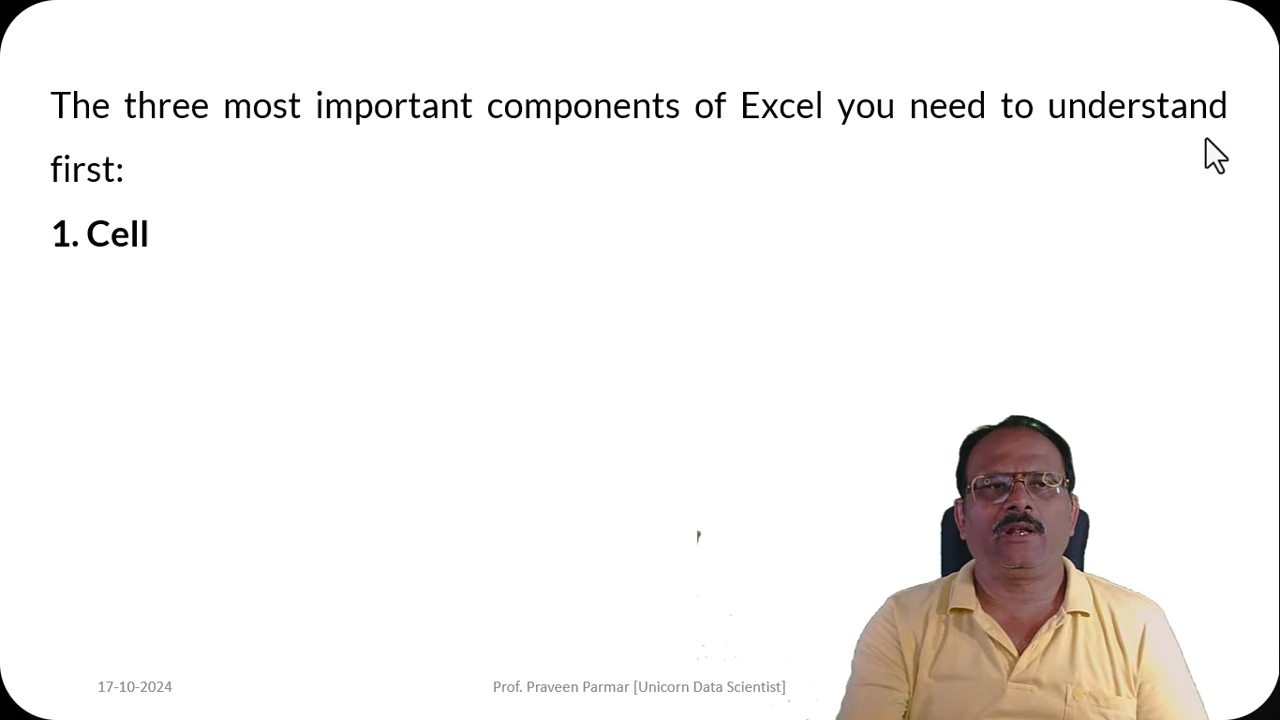 The three most important components of Excel you need to understand
first:
1. Cell
17-10-2024
Prof. Praveen Parmar [Unicorn Data Scientist]